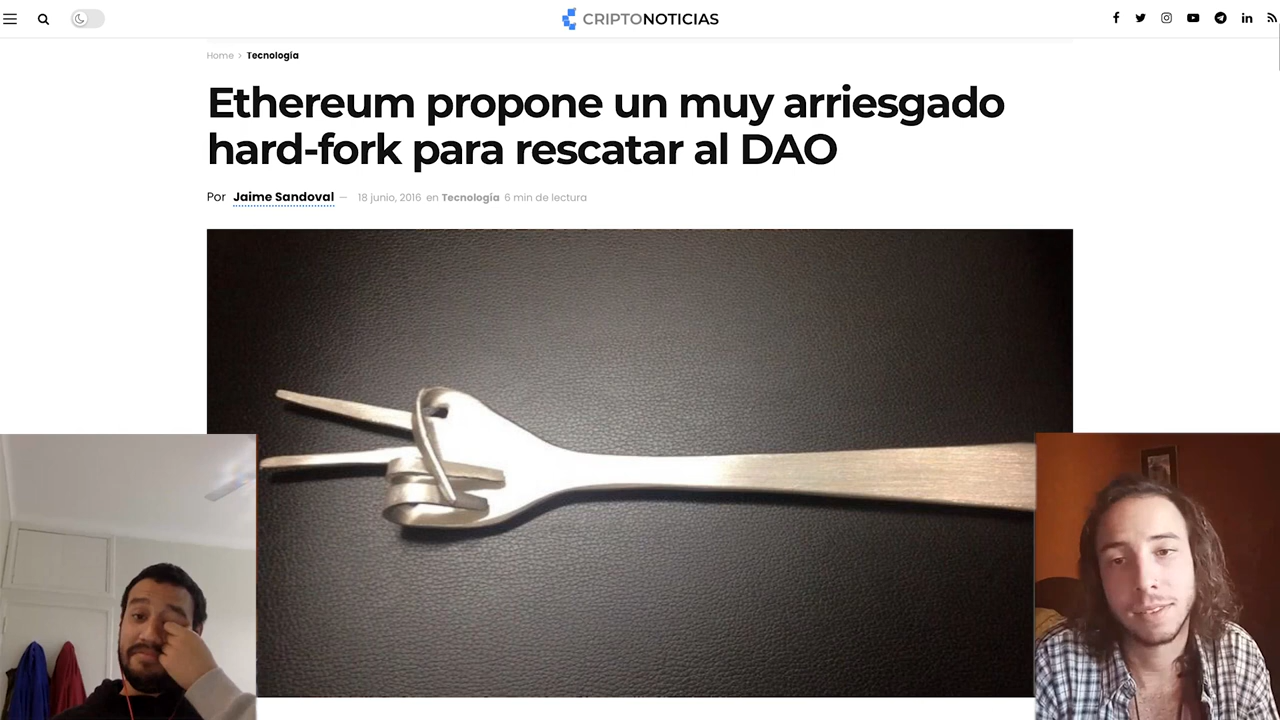 CRIPTONOTICIAS
Home > Tecnología
Ethereum propone un muy arriesgado
hard-fork para rescatar al DAO
Por Jaime Sandoval — 18 junio, 2016 en Tecnología 6 min de lectura